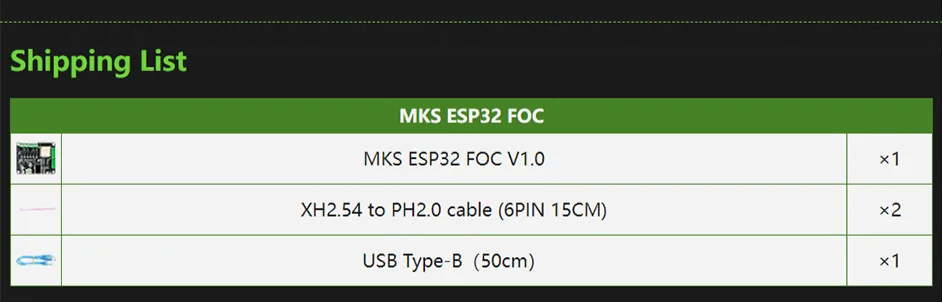 Shipping List
MKS ESP32 FOC
MKS ESP32 FOC V1.0 ×1
XH2.54 to PH2.0 cable (6PIN 15CM) ×2
USB Type-B（50cm） ×1